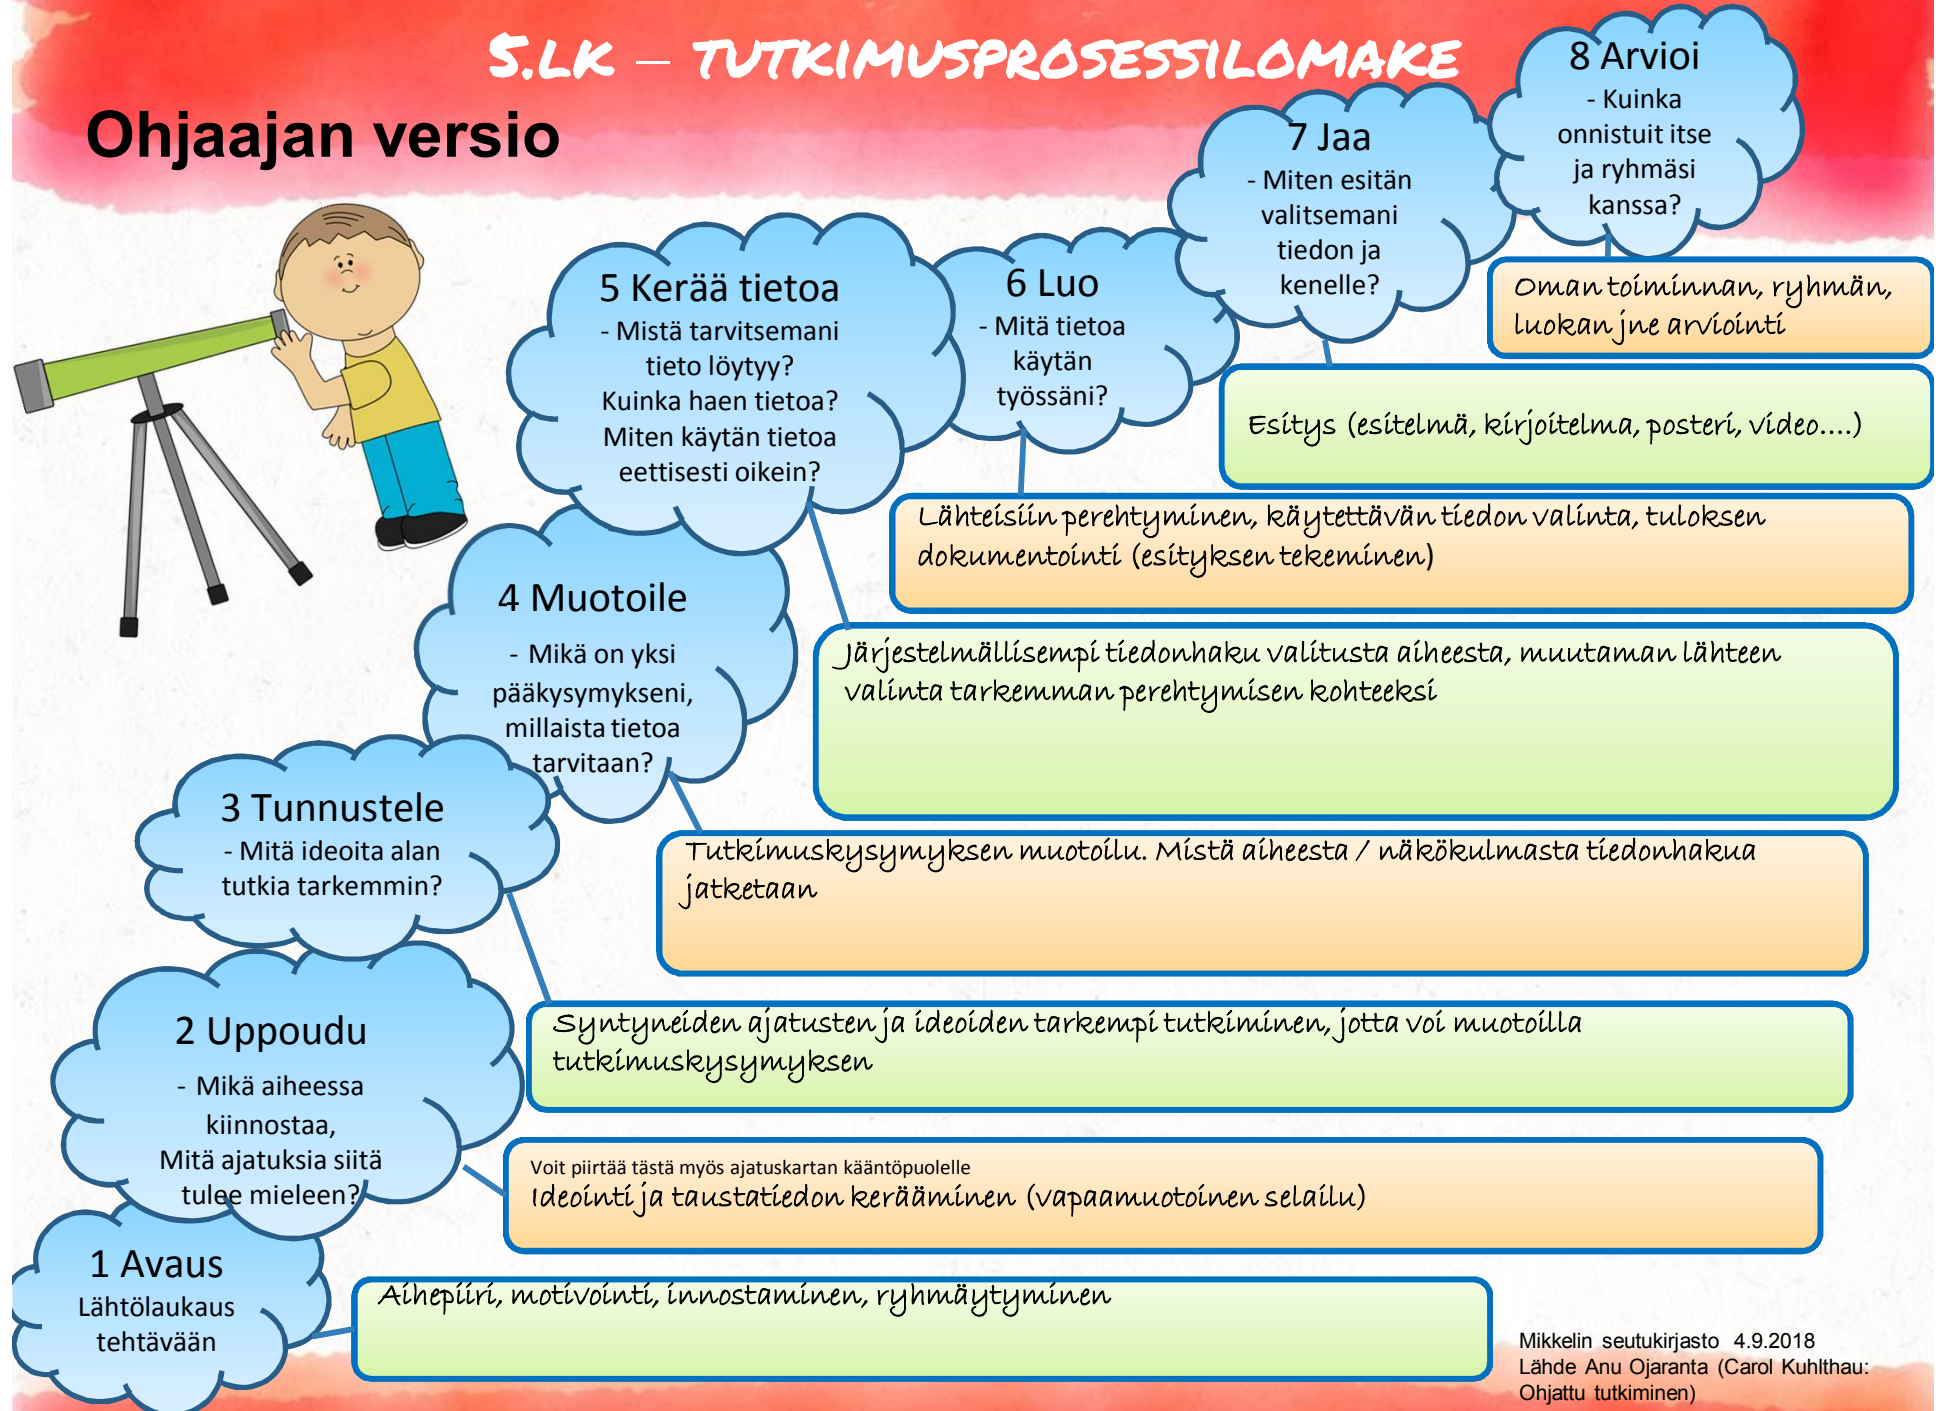 5.LK – TUTKIMUSPROSESSILOMAKE
Ohjaajan versio
8 Arvioi
- Kuinka
onnistuit itse
ja ryhmäsi
kanssa?
Oman toiminnan, ryhmän,
luokan jne arviointi
7 Jaa
- Miten esitän
valitsemani
tiedon ja
kenelle?
Esitys (esitelmä, kirjoitelma, posteri, video....)
6 Luo
- Mitä tietoa
käytän
työssäni?
Lähteisiin perehtyminen, käytettävän tiedon valinta, tuloksen
dokumentointi (esityksen tekeminen)
5 Kerää tietoa
- Mistä tarvitsemani
tieto löytyy?
Kuinka haen tietoa?
Miten käytän tietoa
eettisesti oikein?
Järjestelmällisempi tiedonhaku valitusta aiheesta, muutaman lähteen
valinta tarkemman perehtymisen kohteeksi
4 Muotoile
- Mikä on yksi
pääkysymykseni,
millaista tietoa
tarvitaan?
Tutkimuskysymyksen muotoilu. Mistä aiheesta / näkökulmasta tiedonhakua
jatketaan
3 Tunnustele
- Mitä ideoita alan
tutkia tarkemmin?
Syntyneiden ajatusten ja ideoiden tarkempi tutkiminen, jotta voi muotoilla
tutkimuskysymyksen
2 Uppoudu
- Mikä aiheessa
kiinnostaa,
Mitä ajatuksia siitä
tulee mieleen?
Voit piirtää tästä myös ajatuskartan kääntöpuolelle
Ideointi ja taustatiedon kerääminen (vapaamuotoinen selailu)
1 Avaus
Lähtölaukaus
tehtävään
Aihepiiri, motivointi, innostaminen, ryhmäytyminen
Mikkelin seutukirjasto 4.9.2018
Lähde Anu Ojaranta (Carol Kuhlthau:
Ohjattu tutkiminen)